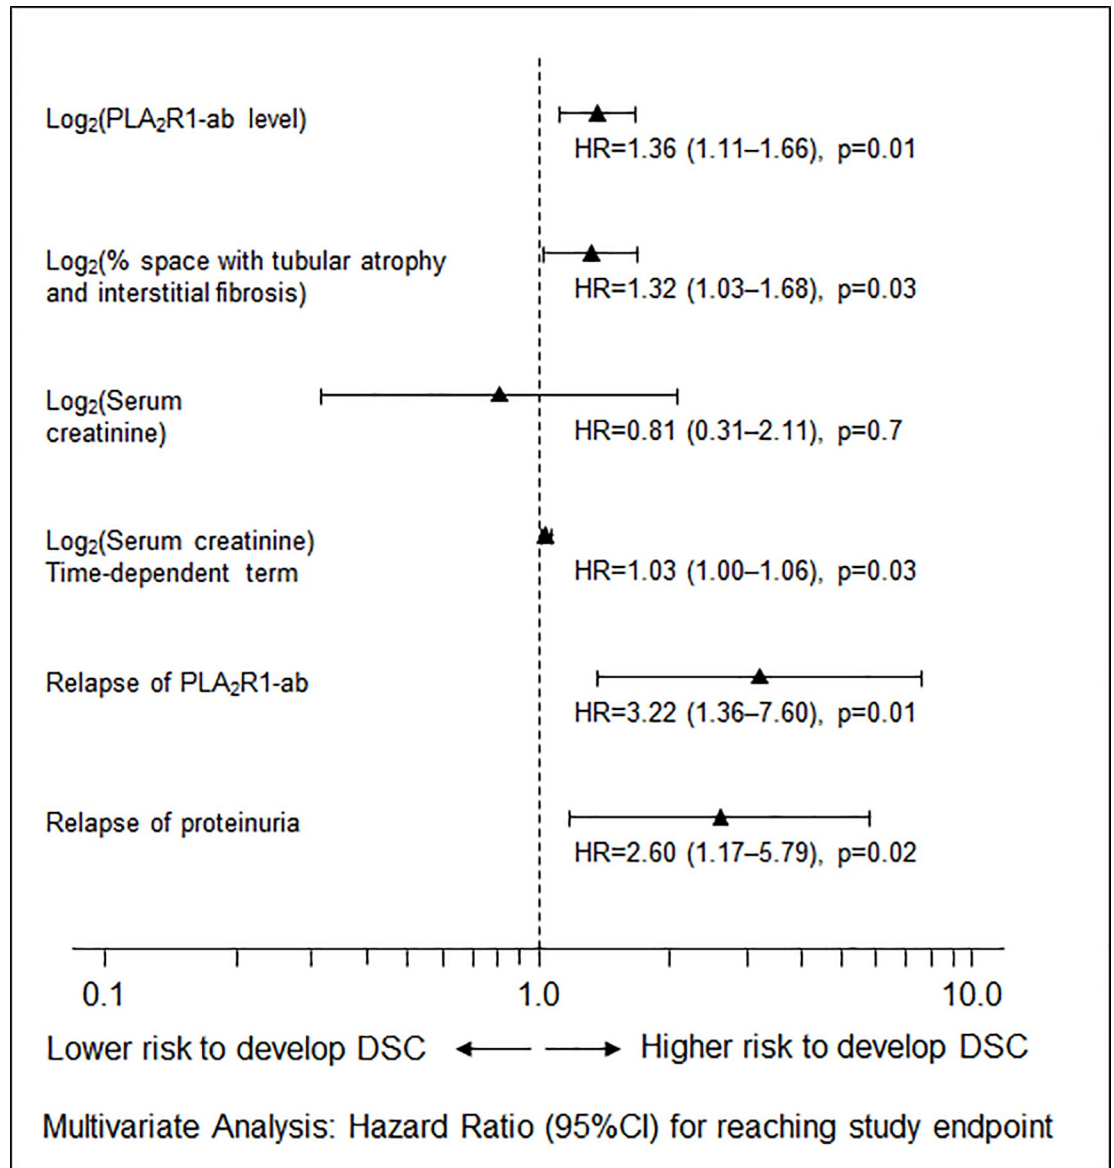 Log₂(PLA₂R1-ab level)
HR=1.36 (1.11–1.66), p=0.01
Log₂(% space with tubular atrophy
and interstitial fibrosis)
HR=1.32 (1.03–1.68), p=0.03
Log₂(Serum
creatinine)
HR=0.81 (0.31–2.11), p=0.7
Log₂(Serum creatinine)
Time-dependent term
HR=1.03 (1.00–1.06), p=0.03
Relapse of PLA₂R1-ab
HR=3.22 (1.36–7.60), p=0.01
Relapse of proteinuria
HR=2.60 (1.17–5.79), p=0.02
0.1 1.0 10.0
Lower risk to develop DSC ←— —→ Higher risk to develop DSC
Multivariate Analysis: Hazard Ratio (95%CI) for reaching study endpoint